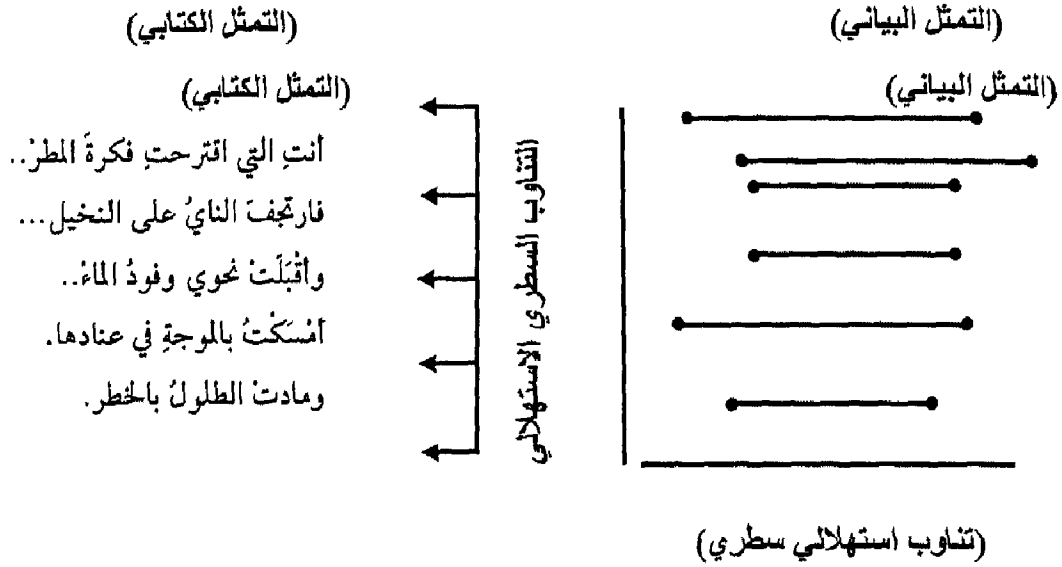 (التمثل البياني)
(التمثل الكتابي)
(التمثل البياني)
(التمثل الكتابي)
أنتِ التي اقترحتِ فكرةَ المطرْ..
فارتجفَ النايُ على النخيل...
وأقْبَلَتْ نحوي وفودُ الماءْ..
أمْسَكْتُ بالموجةِ في عنادها.
ومادتْ الطلولُ بالخطر.
التناوب السطري الاستهلالي
(تناوب استهلالي سطري)